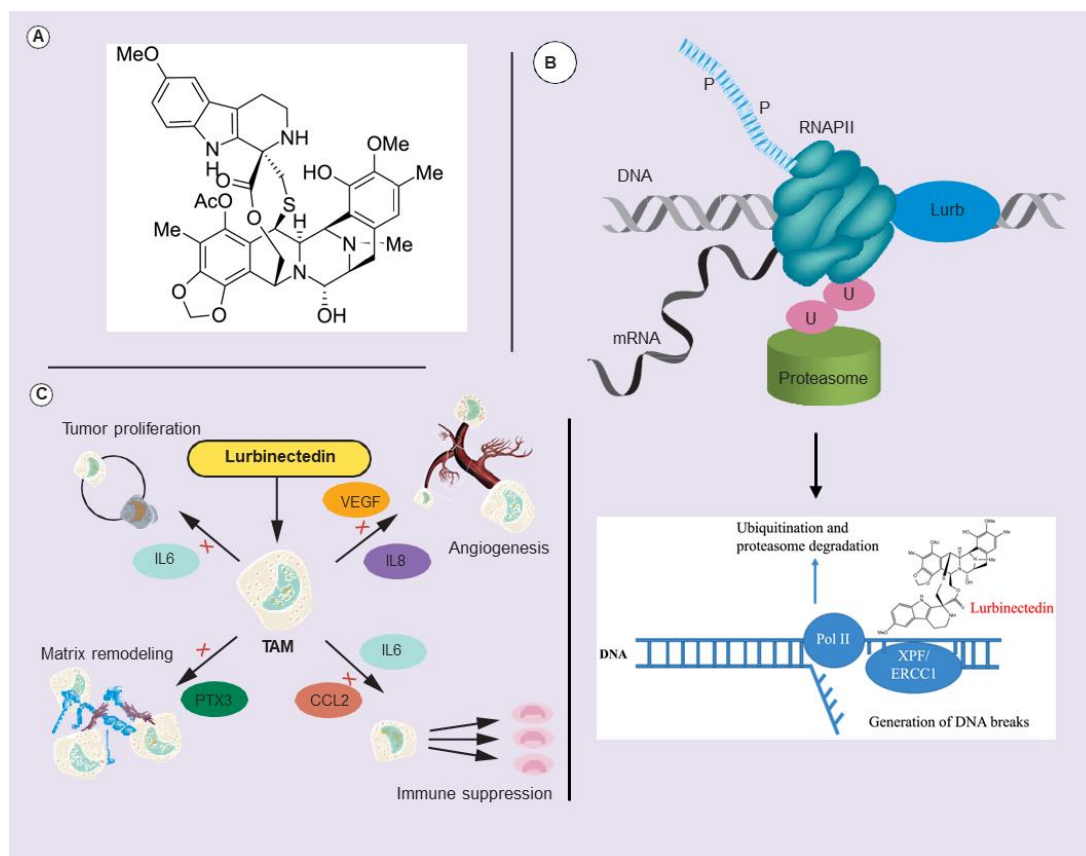 A
MeO
N
H
NH
O
O
HO
OMe
Me
S
AcO
Me
H
N
N
Me
O
O
OH
B
P
P
RNAPII
DNA
Lurb
U
U
mRNA
Proteasome
C
Tumor proliferation
Lurbinectedin
VEGF
IL6
IL8
Angiogenesis
TAM
Matrix remodeling
IL6
PTX3
CCL2
Immune suppression
Ubiquitination and
proteasome degradation
Lurbinectedin
Pol II
DNA
XPF/
ERCC1
Generation of DNA breaks